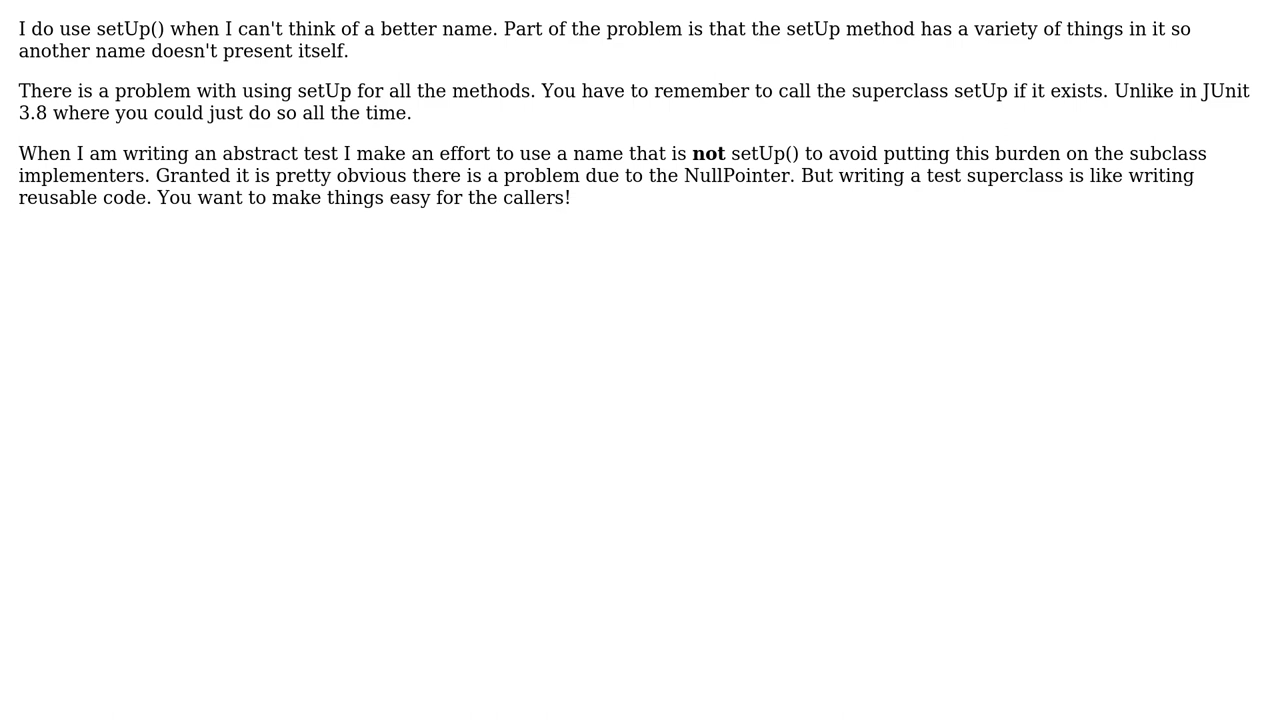 I do use setUp() when I can't think of a better name. Part of the problem is that the setUp method has a variety of things in it so
another name doesn't present itself.
There is a problem with using setUp for all the methods. You have to remember to call the superclass setUp if it exists. Unlike in JUnit
3.8 where you could just do so all the time.
When I am writing an abstract test I make an effort to use a name that is not setUp() to avoid putting this burden on the subclass
implementers. Granted it is pretty obvious there is a problem due to the NullPointer. But writing a test superclass is like writing
reusable code. You want to make things easy for the callers!